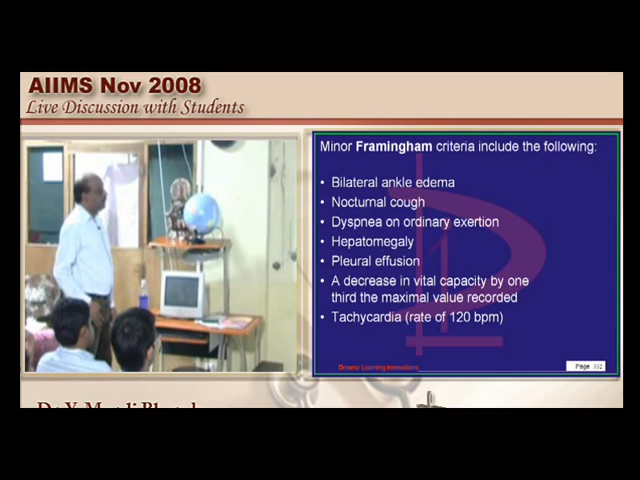 AIIMS Nov 2008
Live Discussion with Students
Minor Framingham criteria include the following:
• Bilateral ankle edema
• Nocturnal cough
• Dyspnea on ordinary exertion
• Hepatomegaly
• Pleural effusion
• A decrease in vital capacity by one
third the maximal value recorded
• Tachycardia (rate of 120 bpm)
Learning Innovations
Page